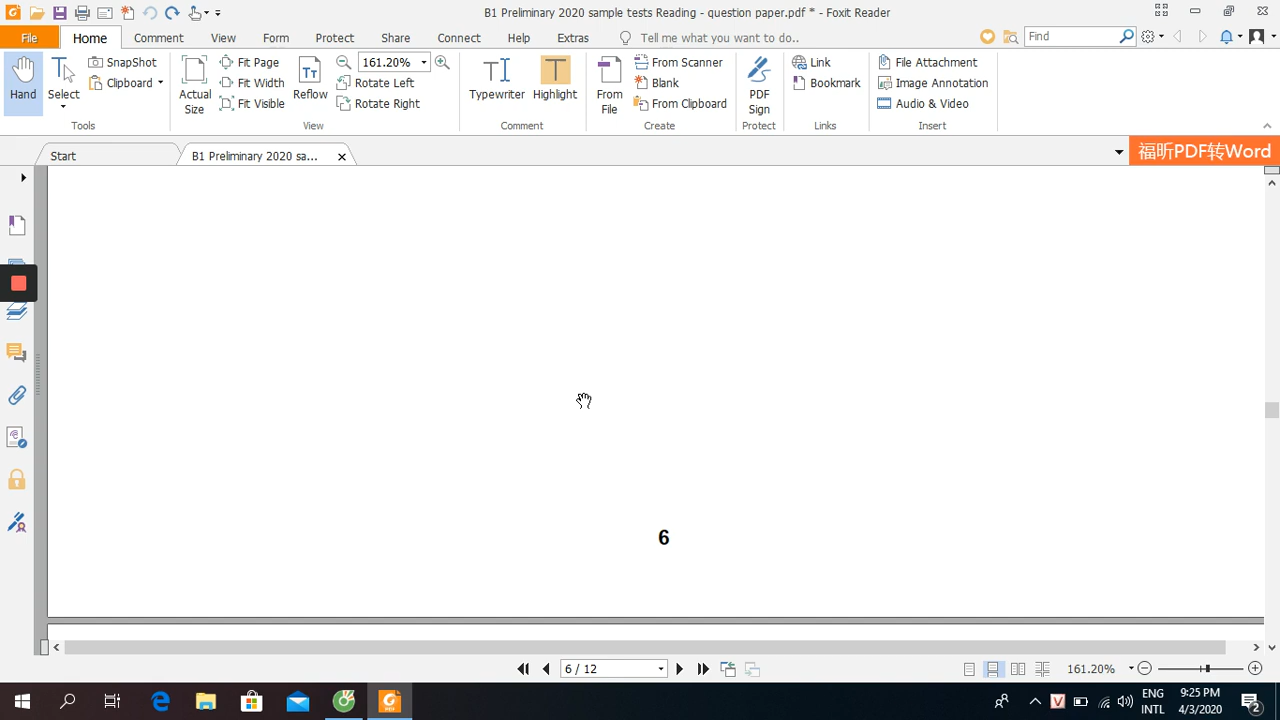 B1 Preliminary 2020 sample tests Reading - question paper.pdf * - Foxit Reader
File Home Comment View Form Protect Share Connect Help Extras Tell me what you want to do.. Find
Hand
Select
SnapShot
Clipboard
Tools
Actual
Size
Fit Page
Fit Width
Fit Visible
Reflow
161.20%
Rotate Left
Rotate Right
View
Typewriter
Highlight
Comment
From
File
From Scanner
Blank
From Clipboard
Create
PDF
Sign
Protect
Link
Bookmark
Links
File Attachment
Image Annotation
Audio & Video
Insert
Start
B1 Preliminary 2020 sa...
福昕PDF转Word
6
6 / 12
161.20%
ENG
INTL
9:25 PM
4/3/2020
2